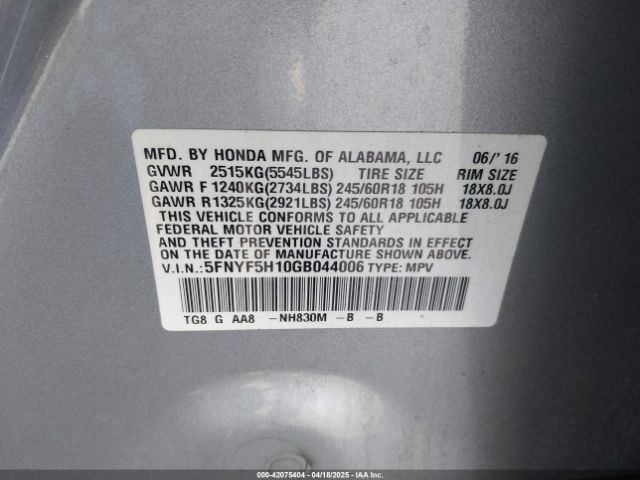 MFD. BY HONDA MFG. OF ALABAMA, LLC 06/' 16
GVWR 2515KG(5545LBS) TIRE SIZE RIM SIZE
GAWR F 1240KG(2734LBS) 245/60R18 105H 18X8.0J
GAWR R1325KG(2921LBS) 245/60R18 105H 18X8.0J
THIS VEHICLE CONFORMS TO ALL APPLICABLE
FEDERAL MOTOR VEHICLE SAFETY
AND THEFT PREVENTION STANDARDS IN EFFECT
ON THE DATE OF MANUFACTURE SHOWN ABOVE.
V.I.N.:5FNYF5H10GB044006 TYPE: MPV
TG8 G AA8 -NH830M -B -B
000-42075404 - 04/18/2025 - IAA Inc.